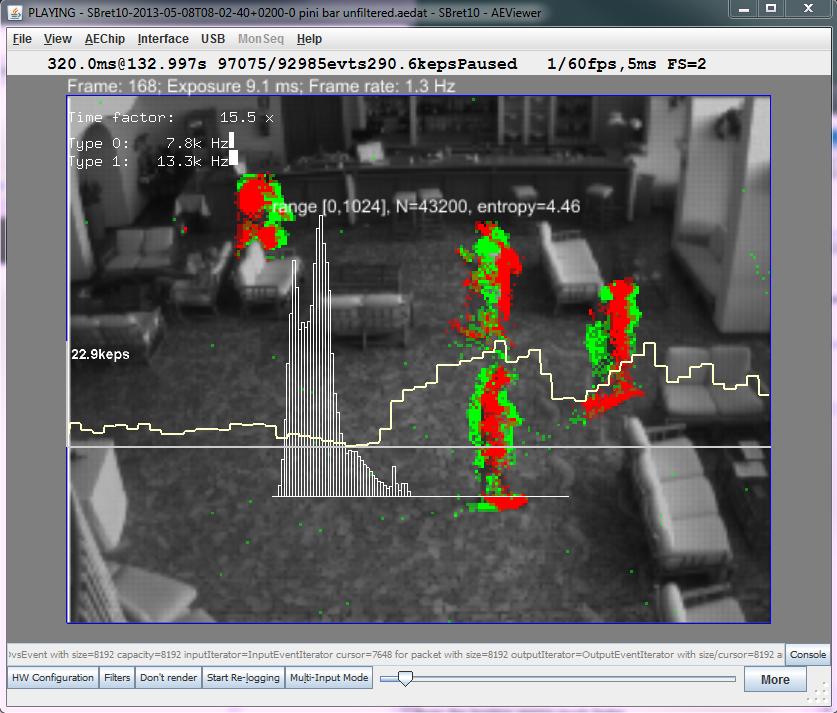 PLAYING - SBret10-2013-05-08T08-02-40+0200-0 pini bar unfiltered.aedat - SBret10 - AEViewer
File View AEChip Interface USB MonSeq Help
320.0ms@132.997s 97075/92985evts290.6kepsPaused 1/60fps,5ms FS=2
Frame: 168; Exposure 9.1 ms; Frame rate: 1.3 Hz
Time factor: 15.5 x
Type 0: 7.8k Hz
Type 1: 13.3k Hz
range [0,1024], N=43200, entropy=4.46
22.9keps
vsEvent with size=8192 capacity=8192 inputIterator=InputEventIterator cursor=7648 for packet with size=8192 outputIterator=OutputEventIterator with size/cursor=8192 a
Console
HW Configuration Filters Don't render Start Re-logging Multi-Input Mode More